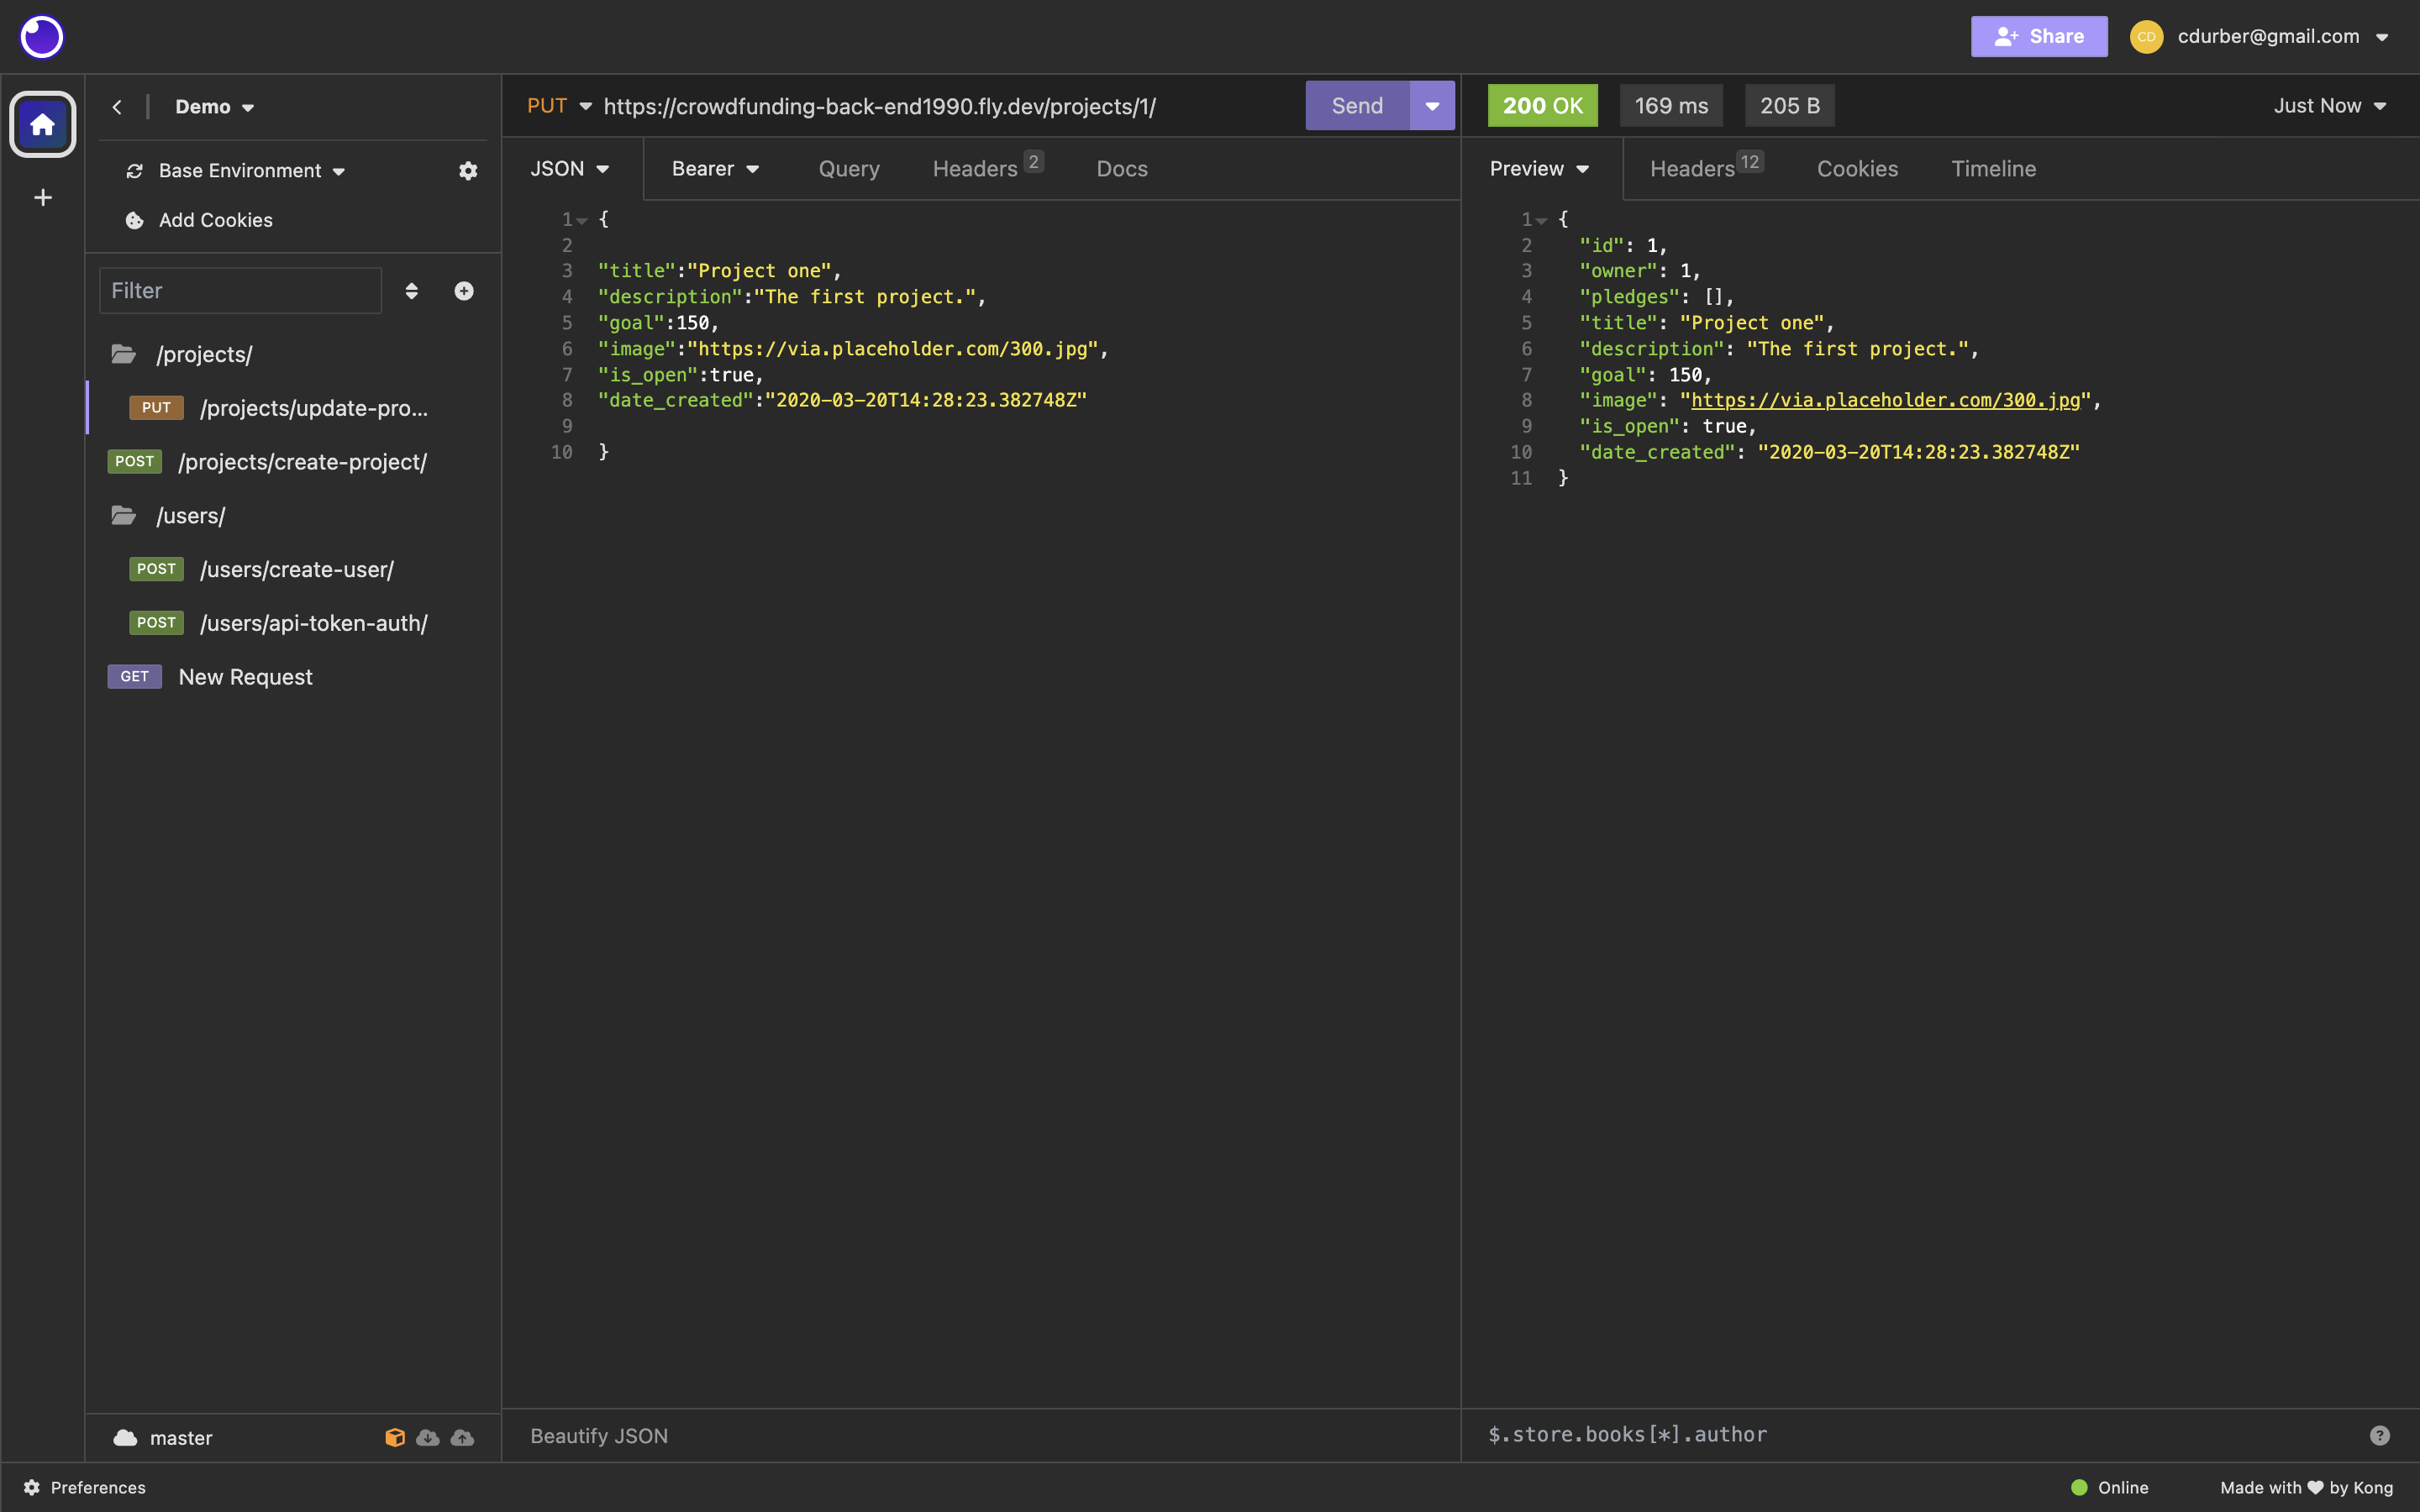 Share
CD
cdurber@gmail.com
Demo
Base Environment
Add Cookies
Filter
/projects/
PUT /projects/update-pro...
POST /projects/create-project/
/users/
POST /users/create-user/
POST /users/api-token-auth/
GET New Request
master
PUT https://crowdfunding-back-end1990.fly.dev/projects/1/ Send
JSON Bearer Query Headers 2 Docs
1 {
2
3 "title":"Project one",
4 "description":"The first project.",
5 "goal":150,
6 "image":"https://via.placeholder.com/300.jpg",
7 "is_open":true,
8 "date_created":"2020-03-20T14:28:23.382748Z"
9
10 }
Beautify JSON
200 OK 169 ms 205 B Just Now
Preview Headers 12 Cookies Timeline
1 {
2 "id": 1,
3 "owner": 1,
4 "pledges": [],
5 "title": "Project one",
6 "description": "The first project.",
7 "goal": 150,
8 "image": "https://via.placeholder.com/300.jpg",
9 "is_open": true,
10 "date_created": "2020-03-20T14:28:23.382748Z"
11 }
$.store.books[*].author
?
Preferences
Online
Made with ♥ by Kong